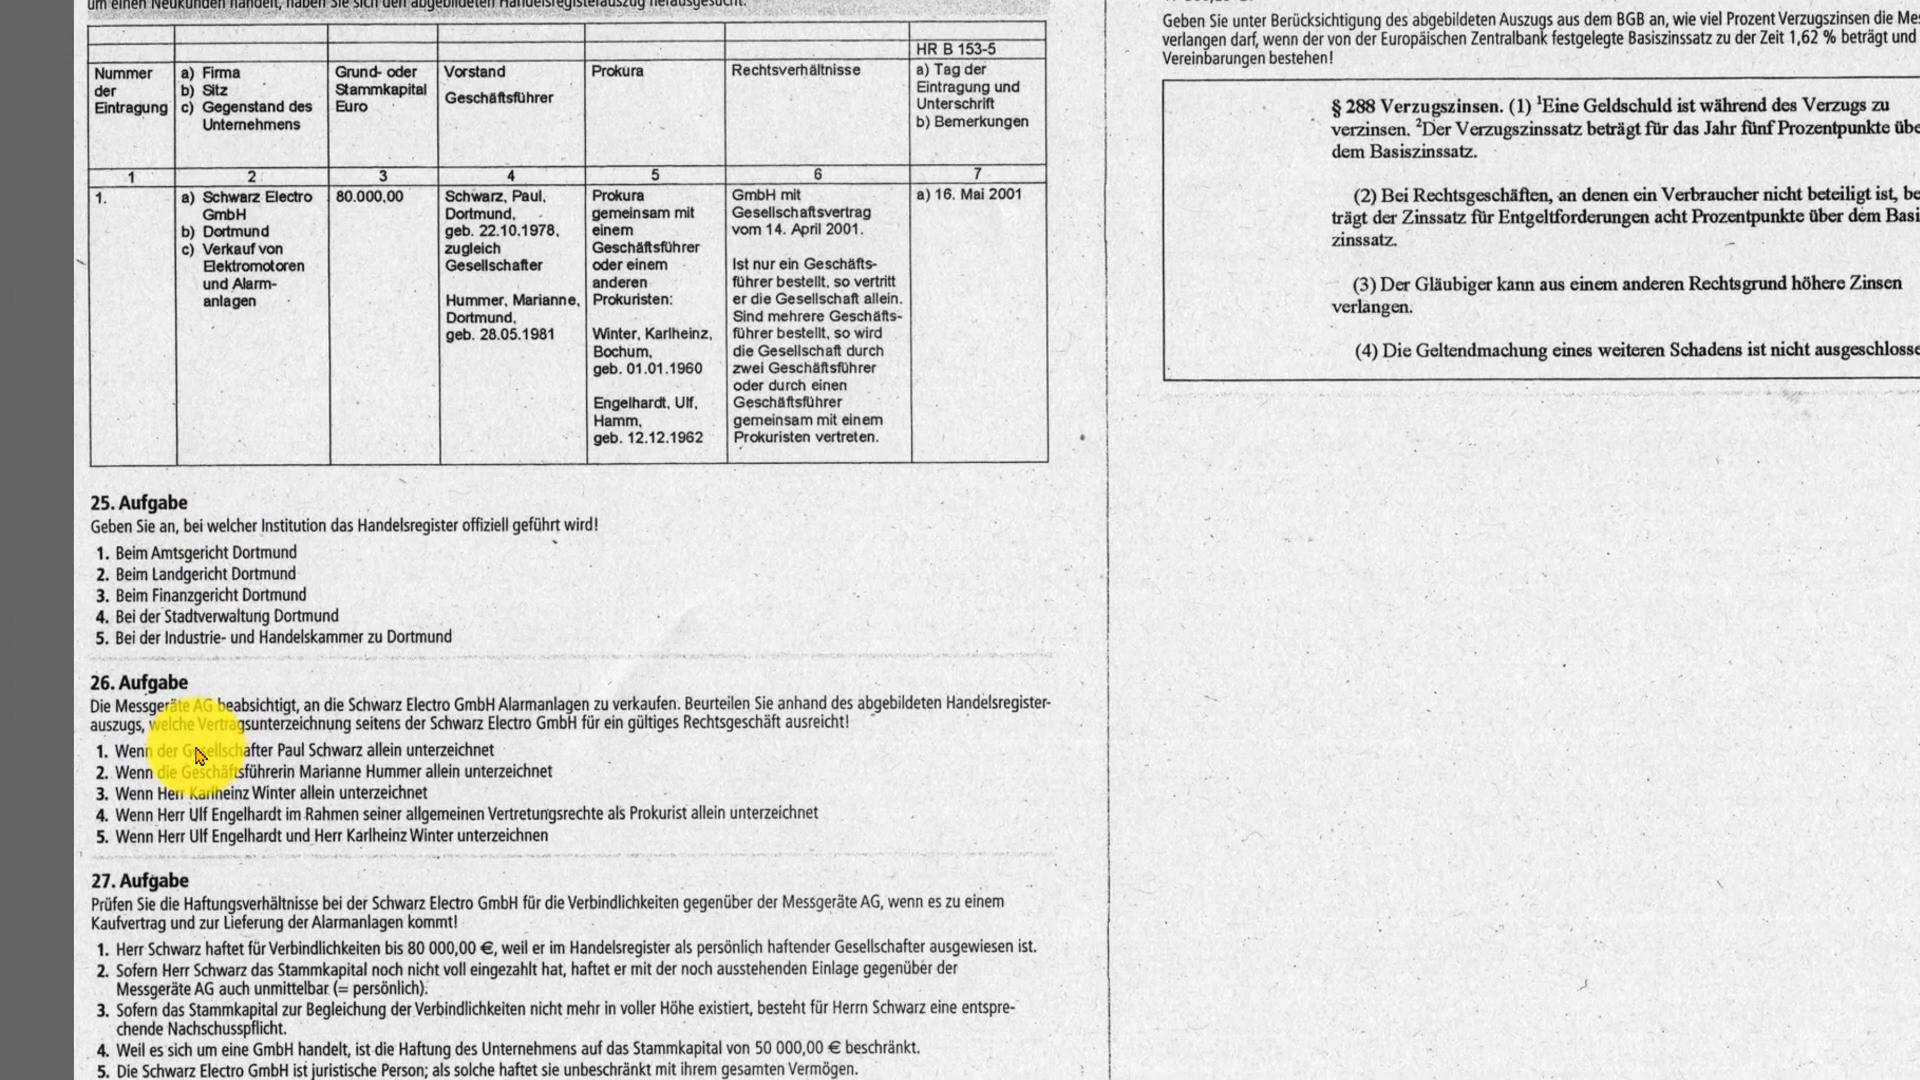 um einen Neukunden handelt, haben Sie sich den abgebildeten Handelsregisterauszug herausgesucht.
HR B 153-5
Nummer der Eintragung
a) Firma
b) Sitz
c) Gegenstand des Unternehmens
Grund- oder Stammkapital Euro
Vorstand
Geschäftsführer
Prokura
Rechtsverhältnisse
a) Tag der Eintragung und Unterschrift
b) Bemerkungen
1 2 3 4 5 6 7
1.
a) Schwarz Electro
GmbH
b) Dortmund
c) Verkauf von
Elektromotoren
und Alarm-
anlagen
80.000,00
Schwarz, Paul,
Dortmund,
geb. 22.10.1978,
zugleich
Gesellschafter
Hummer, Marianne,
Dortmund,
geb. 28.05.1981
Prokura
gemeinsam mit
einem
Geschäftsführer
oder einem
anderen
Prokuristen:
Winter, Karlheinz,
Bochum,
geb. 01.01.1960
Engelhardt, Ulf,
Hamm,
geb. 12.12.1962
GmbH mit
Gesellschaftsvertrag
vom 14. April 2001.
Ist nur ein Geschäfts-
führer bestellt, so vertritt
er die Gesellschaft allein.
Sind mehrere Geschäfts-
führer bestellt, so wird
die Gesellschaft durch
zwei Geschäftsführer
oder durch einen
Geschäftsführer
gemeinsam mit einem
Prokuristen vertreten.
a) 16. Mai 2001
25. Aufgabe
Geben Sie an, bei welcher Institution das Handelsregister offiziell geführt wird!
1. Beim Amtsgericht Dortmund
2. Beim Landgericht Dortmund
3. Beim Finanzgericht Dortmund
4. Bei der Stadtverwaltung Dortmund
5. Bei der Industrie- und Handelskammer zu Dortmund
26. Aufgabe
Die Messgeräte AG beabsichtigt, an die Schwarz Electro GmbH Alarmanlagen zu verkaufen. Beurteilen Sie anhand des abgebildeten Handelsregister-
auszugs, welche Vertragsunterzeichnung seitens der Schwarz Electro GmbH für ein gültiges Rechtsgeschäft ausreicht!
1. Wenn der Gesellschafter Paul Schwarz allein unterzeichnet
2. Wenn die Geschäftsführerin Marianne Hummer allein unterzeichnet
3. Wenn Herr Karlheinz Winter allein unterzeichnet
4. Wenn Herr Ulf Engelhardt im Rahmen seiner allgemeinen Vertretungsrechte als Prokurist allein unterzeichnet
5. Wenn Herr Ulf Engelhardt und Herr Karlheinz Winter unterzeichnen
27. Aufgabe
Prüfen Sie die Haftungsverhältnisse bei der Schwarz Electro GmbH für die Verbindlichkeiten gegenüber der Messgeräte AG, wenn es zu einem
Kaufvertrag und zur Lieferung der Alarmanlagen kommt!
1. Herr Schwarz haftet für Verbindlichkeiten bis 80 000,00 €, weil er im Handelsregister als persönlich haftender Gesellschafter ausgewiesen ist.
2. Sofern Herr Schwarz das Stammkapital noch nicht voll eingezahlt hat, haftet er mit der noch ausstehenden Einlage gegenüber der
Messgeräte AG auch unmittelbar (= persönlich).
3. Sofern das Stammkapital zur Begleichung der Verbindlichkeiten nicht mehr in voller Höhe existiert, besteht für Herrn Schwarz eine entspre-
chende Nachschusspflicht.
4. Weil es sich um eine GmbH handelt, ist die Haftung des Unternehmens auf das Stammkapital von 50 000,00 € beschränkt.
5. Die Schwarz Electro GmbH ist juristische Person; als solche haftet sie unbeschränkt mit ihrem gesamten Vermögen.
Geben Sie unter Berücksichtigung des abgebildeten Auszugs aus dem BGB an, wie viel Prozent Verzugszinsen die Me
verlangen darf, wenn der von der Europäischen Zentralbank festgelegte Basiszinssatz zu der Zeit 1,62 % beträgt und
Vereinbarungen bestehen!
§ 288 Verzugszinsen. (1) ¹Eine Geldschuld ist während des Verzugs zu
verzinsen. ²Der Verzugszinssatz beträgt für das Jahr fünf Prozentpunkte übe
dem Basiszinssatz.
(2) Bei Rechtsgeschäften, an denen ein Verbraucher nicht beteiligt ist, be
trägt der Zinssatz für Entgeltforderungen acht Prozentpunkte über dem Basi
zinssatz.
(3) Der Gläubiger kann aus einem anderen Rechtsgrund höhere Zinsen
verlangen.
(4) Die Geltendmachung eines weiteren Schadens ist nicht ausgeschlosse